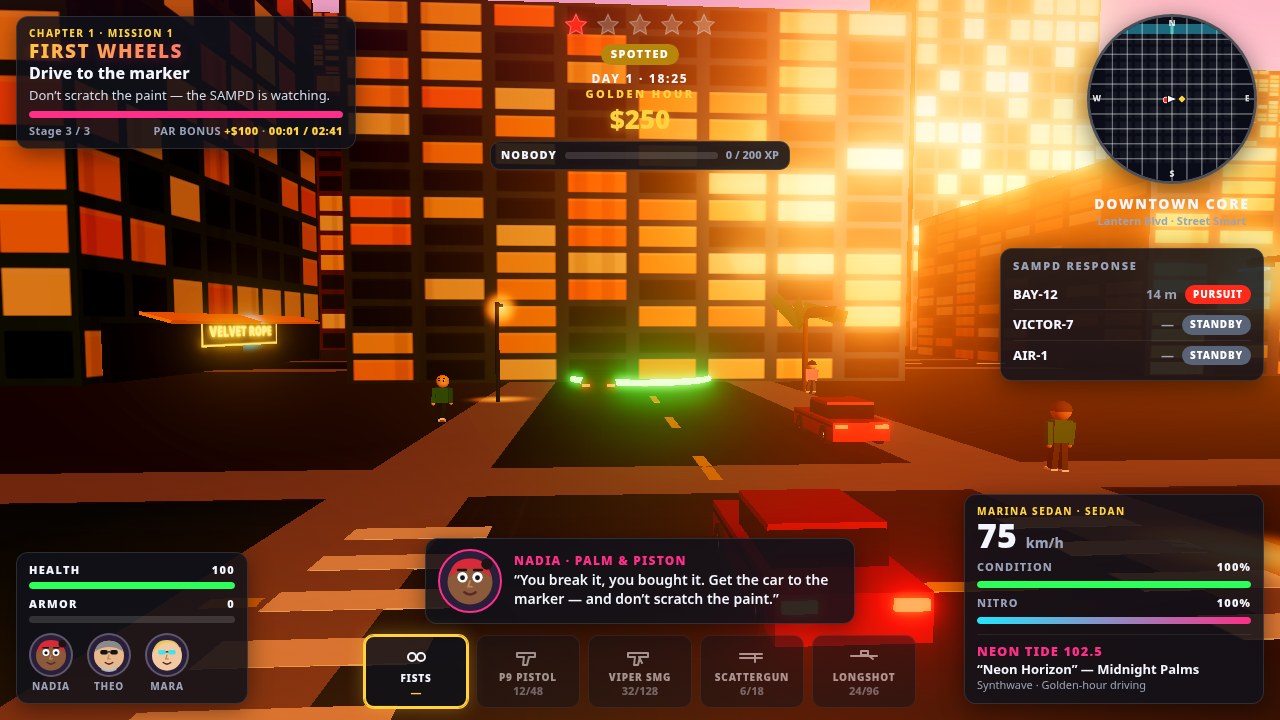 CHAPTER 1 · MISSION 1
FIRST WHEELS
Drive to the marker
Don't scratch the paint — the SAMPD is watching.
Stage 3 / 3
PAR BONUS +$100 · 00:01 / 02:41
SPOTTED
DAY 1 · 18:25
GOLDEN HOUR
$250
NOBODY 0 / 200 XP
N
W
E
S
DOWNTOWN CORE
Lantern Blvd · Street Smart
SAMPD RESPONSE
BAY-12 14 m PURSUIT
VICTOR-7 — STANDBY
AIR-1 — STANDBY
VELVET ROPE
HEALTH 100
ARMOR 0
NADIA THEO MARA
NADIA · PALM & PISTON
“You break it, you bought it. Get the car to the
marker — and don’t scratch the paint.”
FISTS
—
P9 PISTOL
12/48
VIPER SMG
32/128
SCATTERGUN
6/18
LONGSHOT
24/96
MARINA SEDAN · SEDAN
75 km/h
CONDITION 100%
NITRO 100%
NEON TIDE 102.5
“Neon Horizon” — Midnight Palms
Synthwave · Golden-hour driving